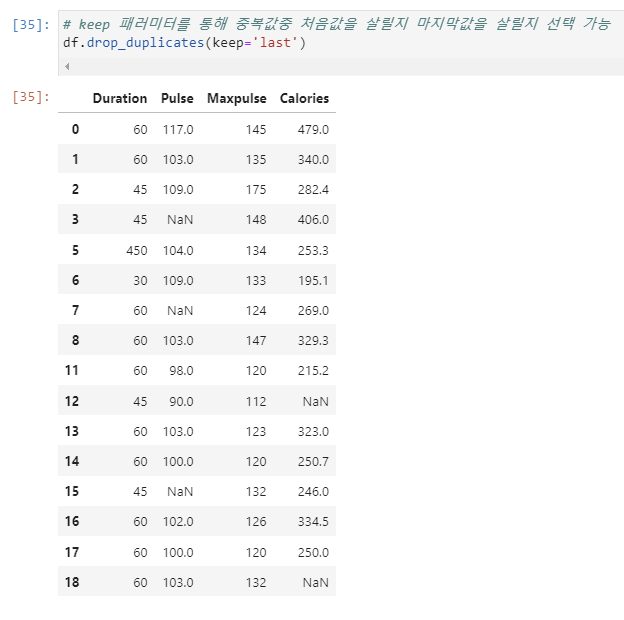 [35]: # keep 패러미터를 통해 중복값중 처음값을 살릴지 마지막값을 살릴지 선택 가능
df.drop_duplicates(keep='last')
[35]:
Duration Pulse Maxpulse Calories
0 60 117.0 145 479.0
1 60 103.0 135 340.0
2 45 109.0 175 282.4
3 45 NaN 148 406.0
5 450 104.0 134 253.3
6 30 109.0 133 195.1
7 60 NaN 124 269.0
8 60 103.0 147 329.3
11 60 98.0 120 215.2
12 45 90.0 112 NaN
13 60 103.0 123 323.0
14 60 100.0 120 250.7
15 45 NaN 132 246.0
16 60 102.0 126 334.5
17 60 100.0 120 250.0
18 60 103.0 132 NaN